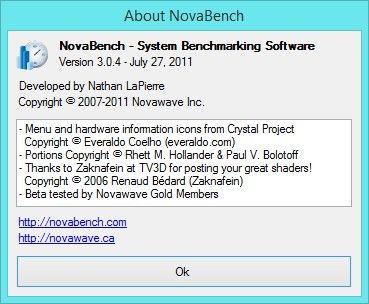 About NovaBench
NovaBench - System Benchmarking Software
Version 3.0.4 - July 27, 2011
Developed by Nathan LaPierre
Copyright © 2007-2011 Novawave Inc.
- Menu and hardware information icons from Crystal Project
Copyright © Everaldo Coelho (everaldo.com)
- Portions Copyright © Rhett M. Hollander & Paul V. Bolotoff
- Thanks to Zaknafein at TV3D for posting your great shaders!
Copyright © 2006 Renaud Bédard (Zaknafein)
- Beta tested by Novawave Gold Members
http://novabench.com
http://novawave.ca
Ok